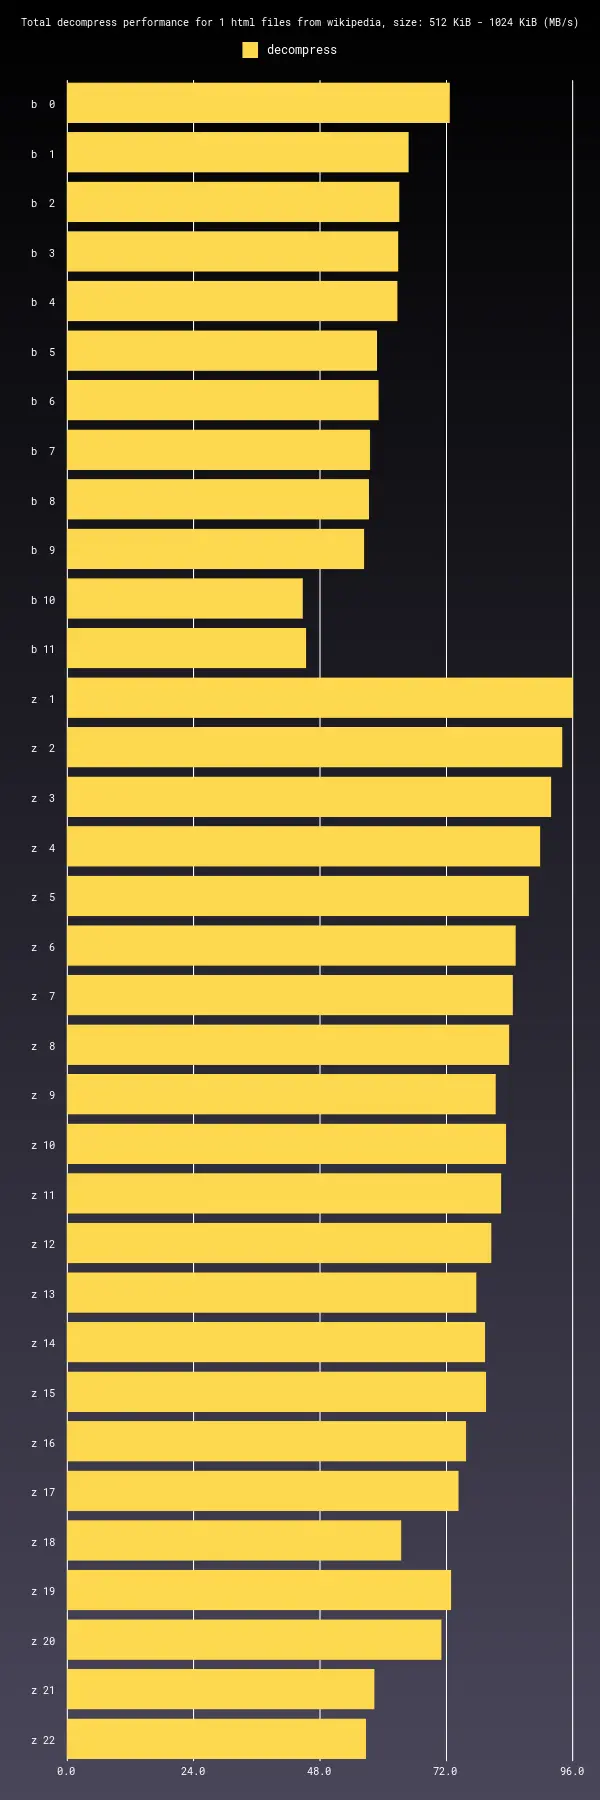 Total decompress performance for 1 html files from wikipedia, size: 512 KiB - 1024 KiB (MB/s)
decompress
b  0
b  1
b  2
b  3
b  4
b  5
b  6
b  7
b  8
b  9
b 10
b 11
z  1
z  2
z  3
z  4
z  5
z  6
z  7
z  8
z  9
z 10
z 11
z 12
z 13
z 14
z 15
z 16
z 17
z 18
z 19
z 20
z 21
z 22
0.0 24.0 48.0 72.0 96.0